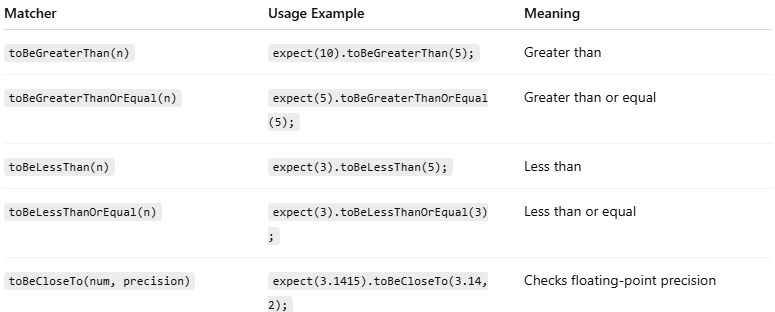 Matcher Usage Example Meaning
toBeGreaterThan(n) expect(10).toBeGreaterThan(5); Greater than
toBeGreaterThanOrEqual(n) expect(5).toBeGreaterThanOrEqual Greater than or equal
(5);
toBeLessThan(n) expect(3).toBeLessThan(5); Less than
toBeLessThanOrEqual(n) expect(3).toBeLessThanOrEqual(3) Less than or equal
;
toBeCloseTo(num, precision) expect(3.1415).toBeCloseTo(3.14, Checks floating-point precision
2);